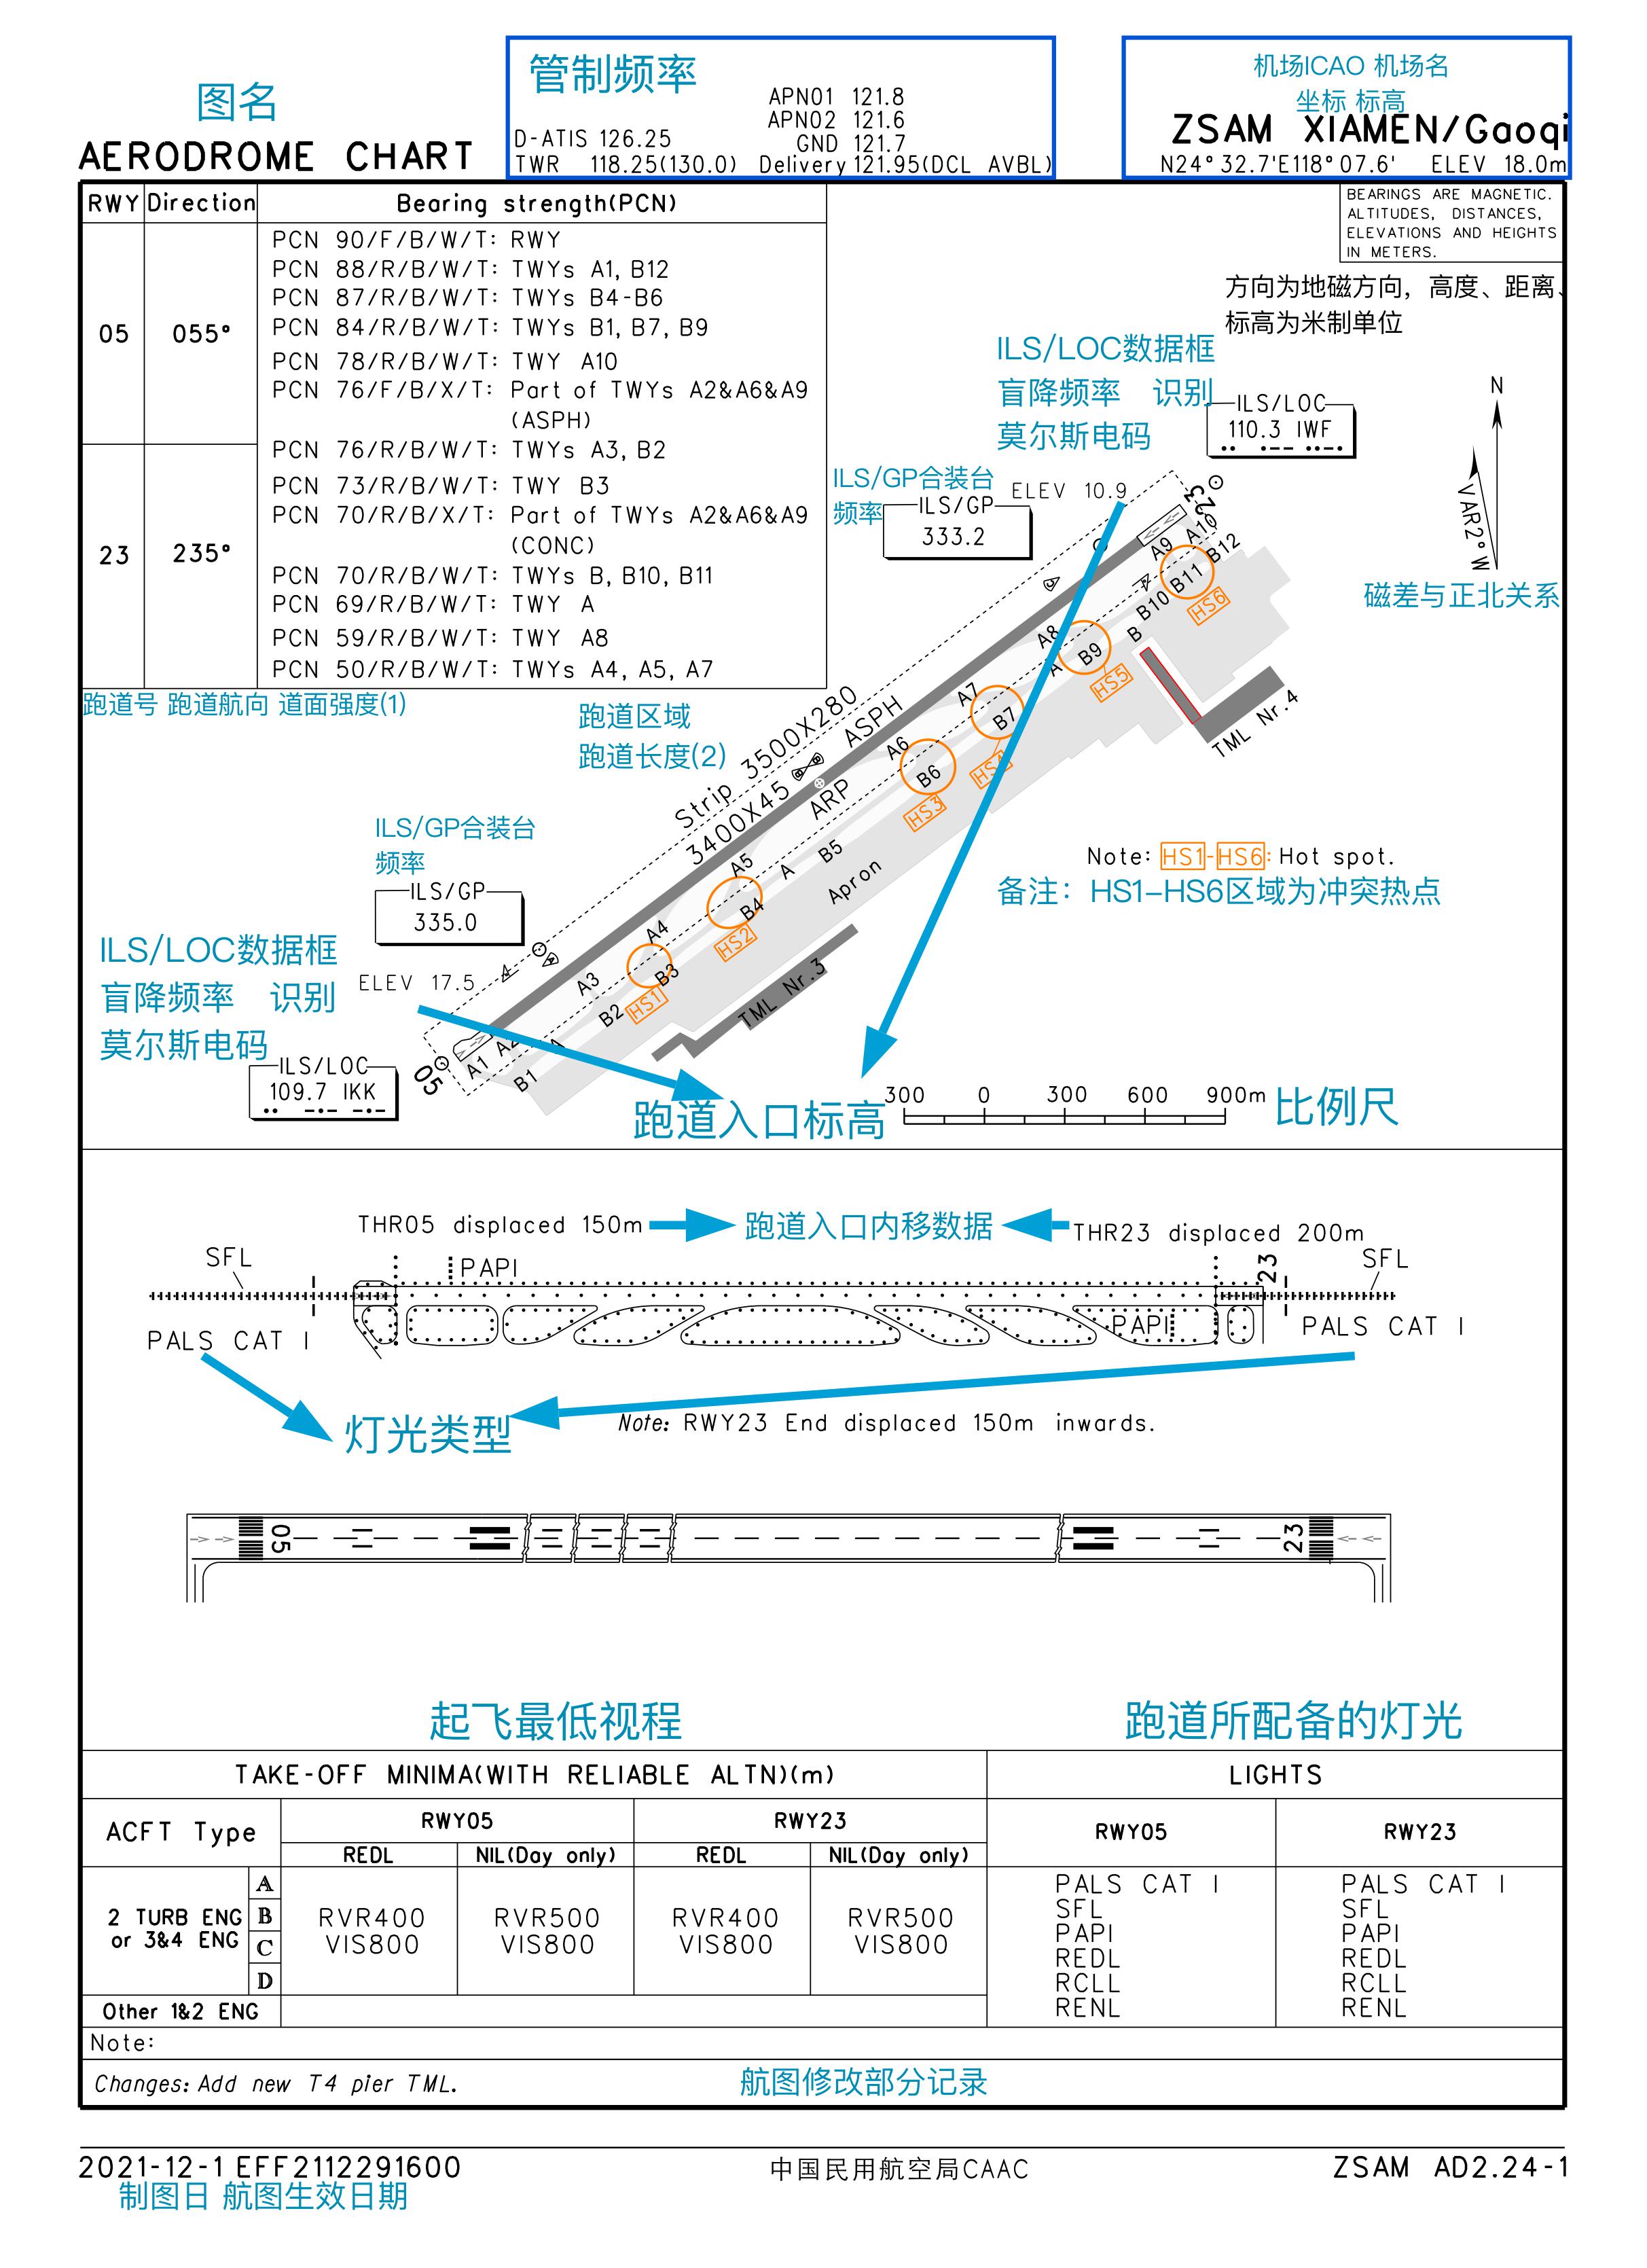 图名
AERODROME CHART
管制频率
D-ATIS 126.25
TWR 118.25(130.0)
APN01 121.8
APN02 121.6
GND 121.7
Delivery 121.95(DCL AVBL)
机场ICAO 机场名
坐标 标高
ZSAM XIAMEN/Gaoqi
N24°32.7'E118°07.6' ELEV 18.0m
RWY Direction Bearing strength(PCN)
05 055°
23 235°
PCN 90/F/B/W/T: RWY
PCN 88/R/B/W/T: TWYs A1, B12
PCN 87/R/B/W/T: TWYs B4-B6
PCN 84/R/B/W/T: TWYs B1, B7, B9
PCN 78/R/B/W/T: TWY A10
PCN 76/F/B/X/T: Part of TWYs A2&A6&A9
(ASPH)
PCN 76/R/B/W/T: TWYs A3, B2
PCN 73/R/B/W/T: TWY B3
PCN 70/R/B/X/T: Part of TWYs A2&A6&A9
(CONC)
PCN 70/R/B/W/T: TWYs B, B10, B11
PCN 69/R/B/W/T: TWY A
PCN 59/R/B/W/T: TWY A8
PCN 50/R/B/W/T: TWYs A4, A5, A7
跑道号 跑道航向 道面强度(1)
BEARINGS ARE MAGNETIC.
ALTITUDES, DISTANCES,
ELEVATIONS AND HEIGHTS
IN METERS.
方向为地磁方向，高度、距离、
标高为米制单位
ILS/LOC数据框
盲降频率 识别
莫尔斯电码
ILS/LOC
110.3 IWF
N
VAR2°W
磁差与正北关系
ILS/GP合装台
频率
ILS/GP
333.2
ELEV 10.9
23
A9
A10
B12
B11
B10
HS6
B
A8
A
B9
HS5
A7
B7
HS4
A6
B6
HS3
TML Nr.4
跑道区域
跑道长度(2)
Strip 3500X280
3400X45 ASPH
ARP
A5
A
B5
B4
HS2
Apron
A4
B3
HS1
A3
B2
TML Nr.3
Note: HS1-HS6: Hot spot.
备注：HS1-HS6区域为冲突热点
ILS/GP合装台
频率
ILS/GP
335.0
ELEV 17.5
ILS/LOC数据框
盲降频率 识别
莫尔斯电码
ILS/LOC
109.7 IKK
05
A1
A2
A
B1
跑道入口标高
300 0 300 600 900m
比例尺
THR05 displaced 150m
跑道入口内移数据
THR23 displaced 200m
SFL
PAPI
23
SFL
PALS CAT I
PAPI
PALS CAT I
灯光类型
Note: RWY23 End displaced 150m inwards.
05
23
起飞最低视程
跑道所配备的灯光
TAKE-OFF MINIMA(WITH RELIABLE ALTN)(m) LIGHTS
ACFT Type RWY05 RWY23 RWY05 RWY23
REDL NIL(Day only) REDL NIL(Day only)
2 TURB ENG
or 3&4 ENG
A
B
C
D
RVR400 RVR500 RVR400 RVR500
VIS800 VIS800 VIS800 VIS800
PALS CAT I PALS CAT I
SFL SFL
PAPI PAPI
REDL REDL
RCLL RCLL
RENL RENL
Other 1&2 ENG
Note:
Changes: Add new T4 pier TML.
航图修改部分记录
2021-12-1 EFF2112291600 中国民用航空局CAAC ZSAM AD2.24-1
制图日 航图生效日期